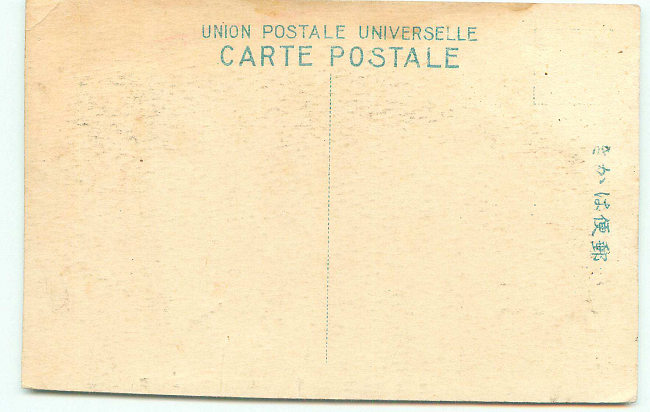 UNION POSTALE UNIVERSELLE
CARTE POSTALE
きかは便郵